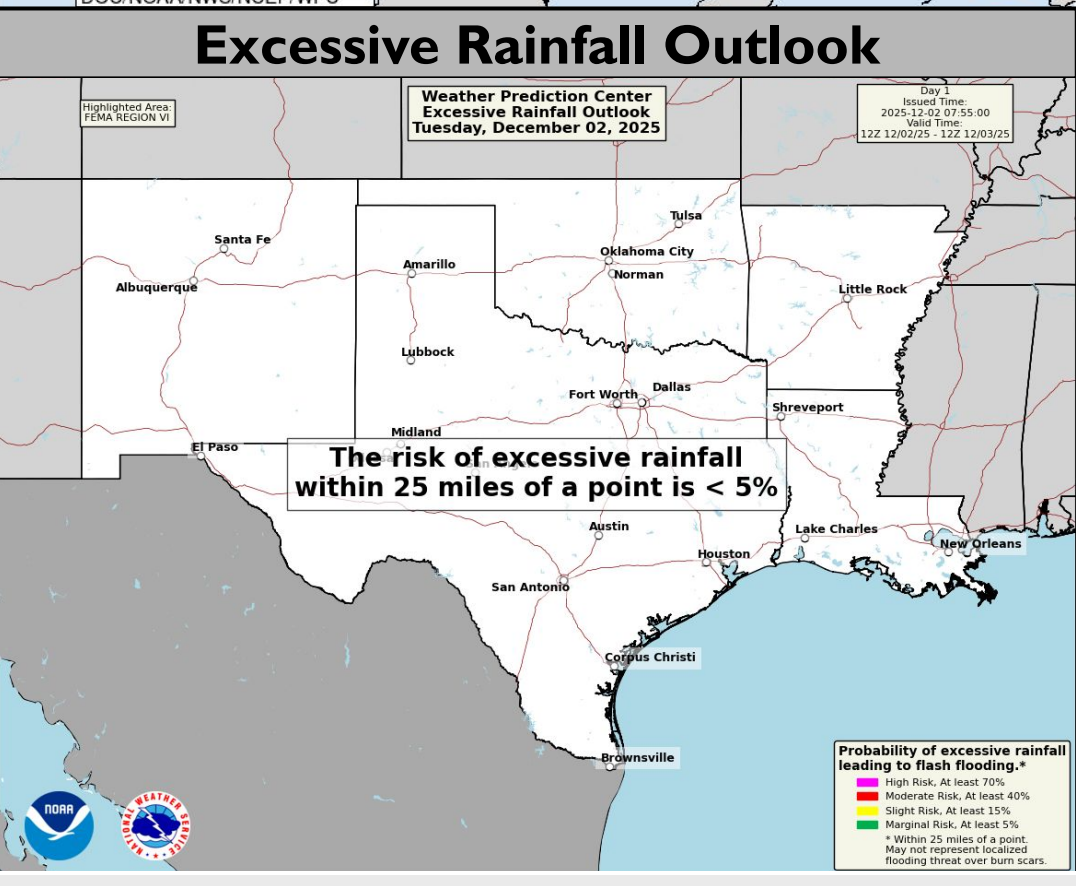 DOC/NOAA/NWS/NCEP/WPC
Excessive Rainfall Outlook
Highlighted Area:
FEMA REGION VI
Weather Prediction Center
Excessive Rainfall Outlook
Tuesday, December 02, 2025
Day 1
Issued Time:
2025-12-02 07:55:00
Valid Time:
12Z 12/02/25 - 12Z 12/03/25
Tulsa
Santa Fe
Oklahoma City
Amarillo
Norman
Albuquerque
Little Rock
Lubbock
Dallas
Fort Worth
Shreveport
Midland
El Paso
The risk of excessive rainfall
within 25 miles of a point is < 5%
Austin
Lake Charles
New Orleans
Houston
San Antonio
Corpus Christi
Brownsville
Probability of excessive rainfall
leading to flash flooding.*
High Risk, At least 70%
Moderate Risk, At least 40%
Slight Risk, At least 15%
Marginal Risk, At least 5%
* Within 25 miles of a point.
May not represent localized
flooding threat over burn scars.
NOAA
NATIONAL WEATHER SERVICE